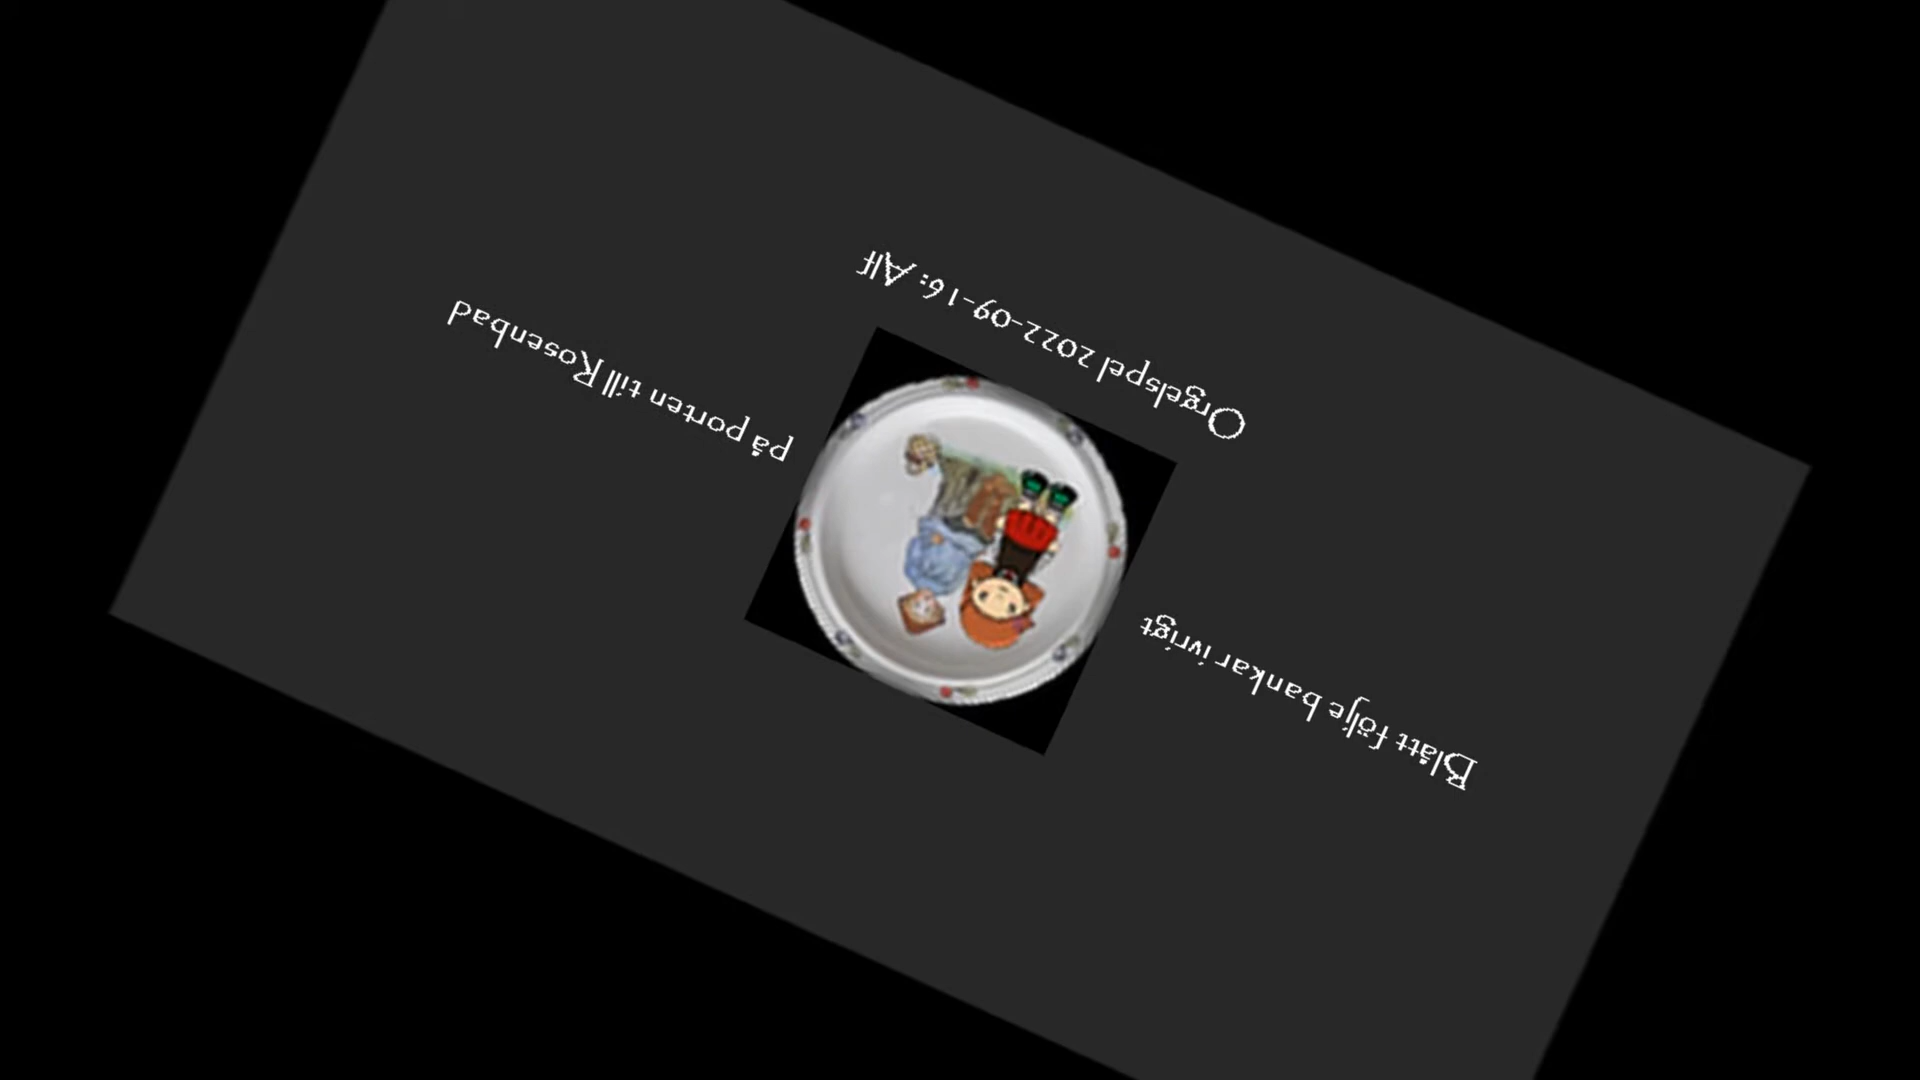 Blått följe bankar ivrigt
på porten till Rosenbad
Orgelspel 2022-09-16: Alf